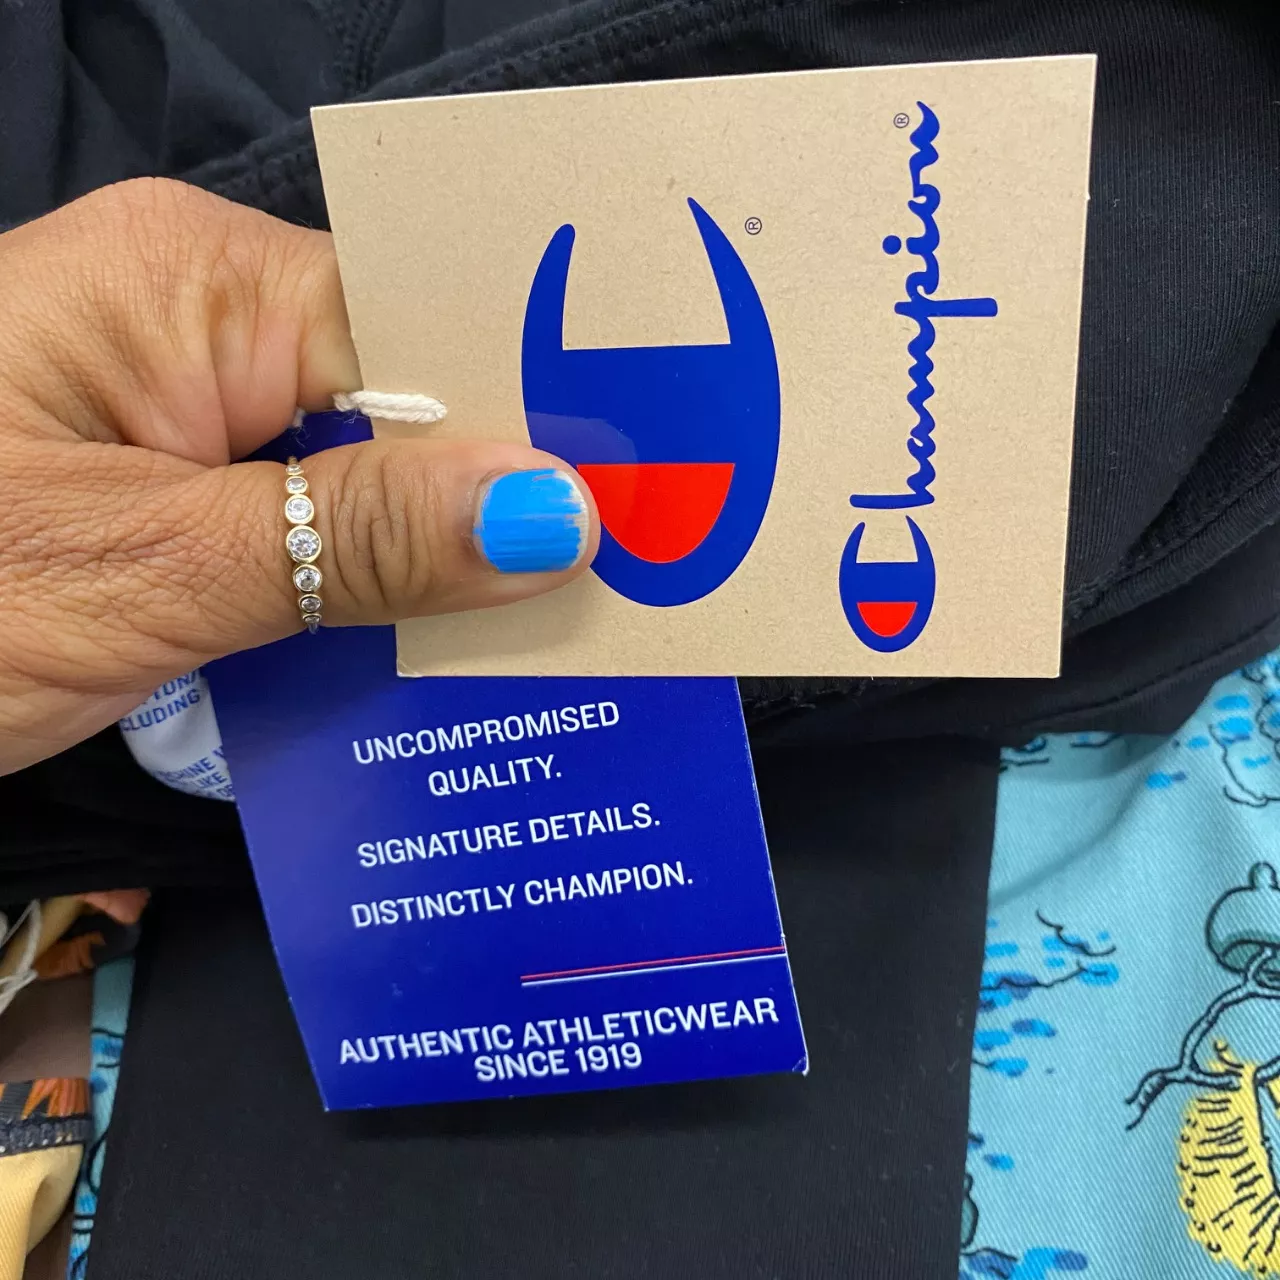 Champion
UNCOMPROMISED
QUALITY.
SIGNATURE DETAILS.
DISTINCTLY CHAMPION.
AUTHENTIC ATHLETICWEAR
SINCE 1919